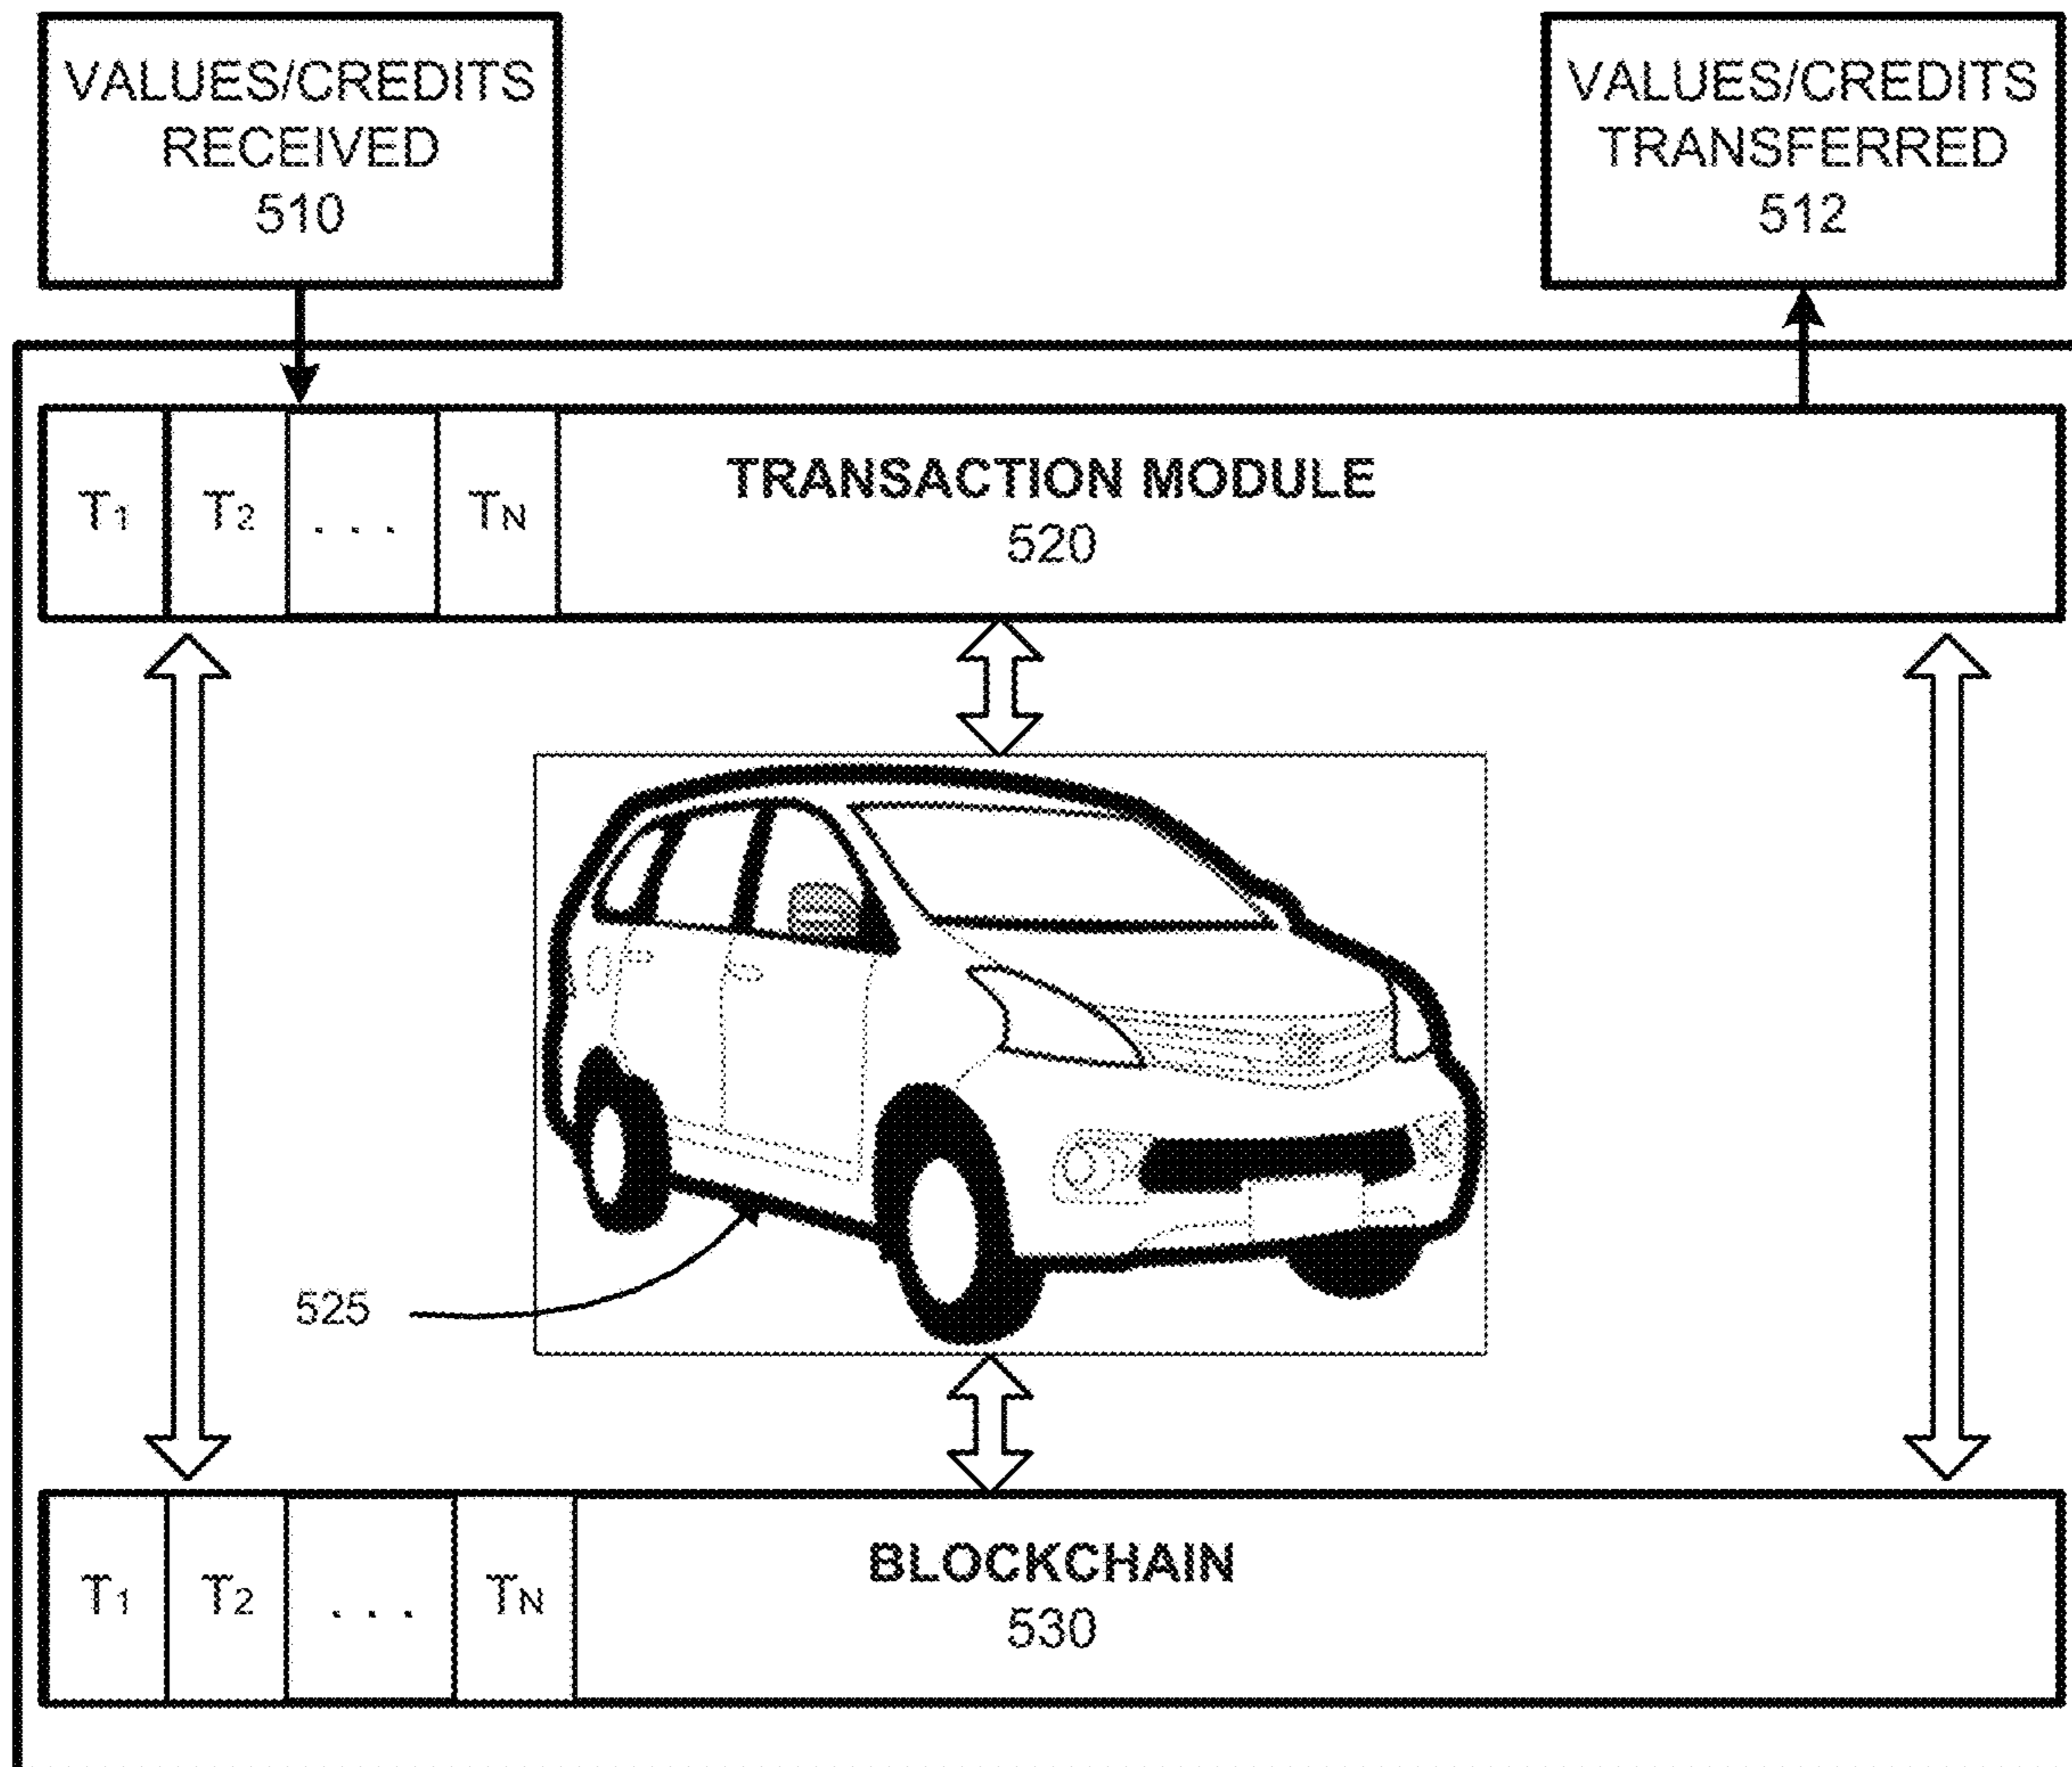 VALUES/CREDITS
RECEIVED
510
VALUES/CREDITS
TRANSFERRED
512
T1 T2 . . . TN
TRANSACTION MODULE
520
525
T1 T2 . . . TN
BLOCKCHAIN
530